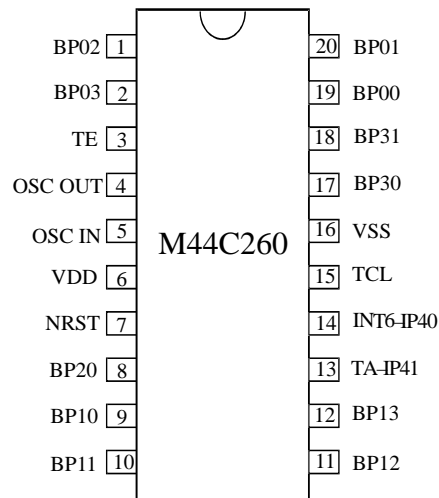 BP02 1 20 BP01
BP03 2 19 BP00
TE 3 18 BP31
OSC OUT 4 17 BP30
OSC IN 5 16 VSS
M44C260
VDD 6 15 TCL
NRST 7 14 INT6-IP40
BP20 8 13 TA-IP41
BP10 9 12 BP13
BP11 10 11 BP12